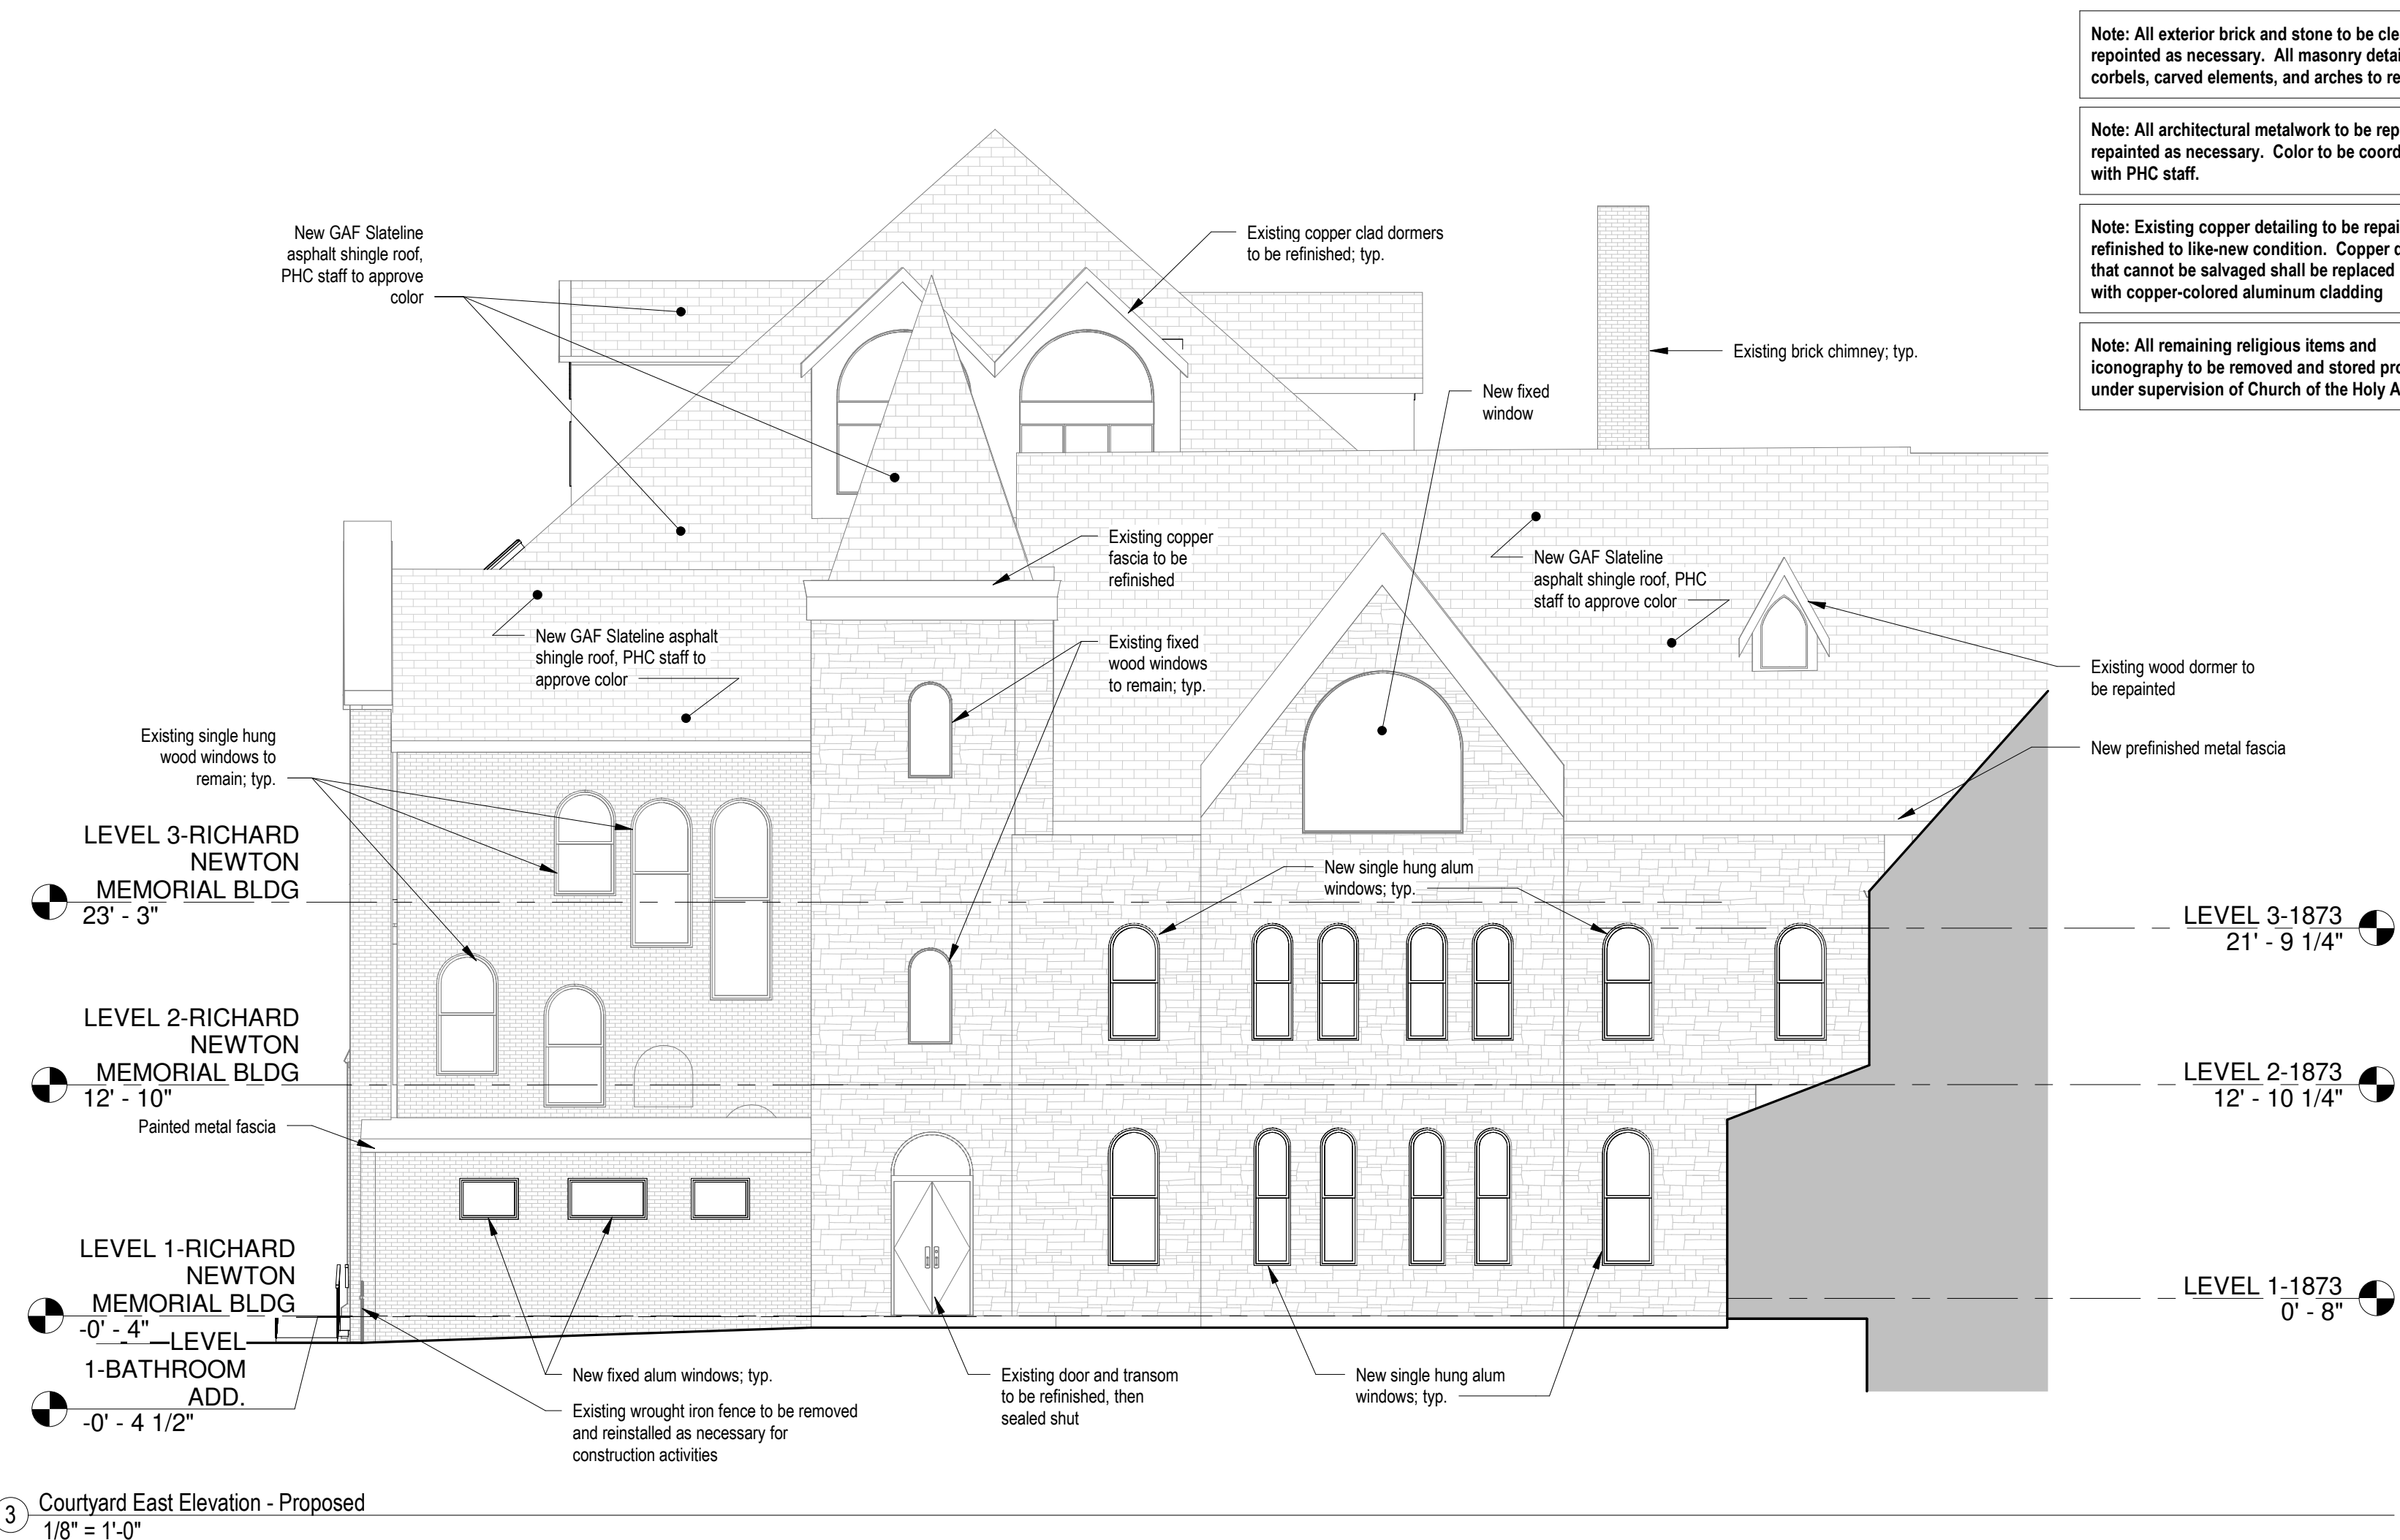 Note: All exterior brick and stone to be
repointed as necessary. All masonry
corbels, carved elements, and arches to
Note: All architectural metalwork to be
repainted as necessary. Color to be
with PHC staff.
Note: Existing copper detailing to be
refinished to like-new condition. Copper
that cannot be salvaged shall be replaced
with copper-colored aluminum cladding
Note: All remaining religious items and
iconography to be removed and stored
under supervision of Church of the Holy
New GAF Slateline
asphalt shingle roof,
PHC staff to approve
color
Existing copper clad dormers
to be refinished; typ.
Existing brick chimney; typ.
New fixed
window
Existing copper
fascia to be
refinished
New GAF Slateline
asphalt shingle roof, PHC
staff to approve color
New GAF Slateline asphalt
shingle roof, PHC staff to
approve color
Existing fixed
wood windows
to remain; typ.
Existing wood dormer to
be repainted
Existing single hung
wood windows to
remain; typ.
New prefinished metal fascia
LEVEL 3-RICHARD
NEWTON
MEMORIAL BLDG
23' - 3"
New single hung alum
windows; typ.
LEVEL 3-1873
21' - 9 1/4"
LEVEL 2-RICHARD
NEWTON
MEMORIAL BLDG
12' - 10"
LEVEL 2-1873
12' - 10 1/4"
Painted metal fascia
LEVEL 1-RICHARD
NEWTON
MEMORIAL BLDG
-0' - 4"
LEVEL 1-1873
0' - 8"
LEVEL
1-BATHROOM
ADD.
-0' - 4 1/2"
New fixed alum windows; typ.
Existing wrought iron fence to be removed
and reinstalled as necessary for
construction activities
Existing door and transom
to be refinished, then
sealed shut
New single hung alum
windows; typ.
3
Courtyard East Elevation - Proposed
1/8" = 1'-0"